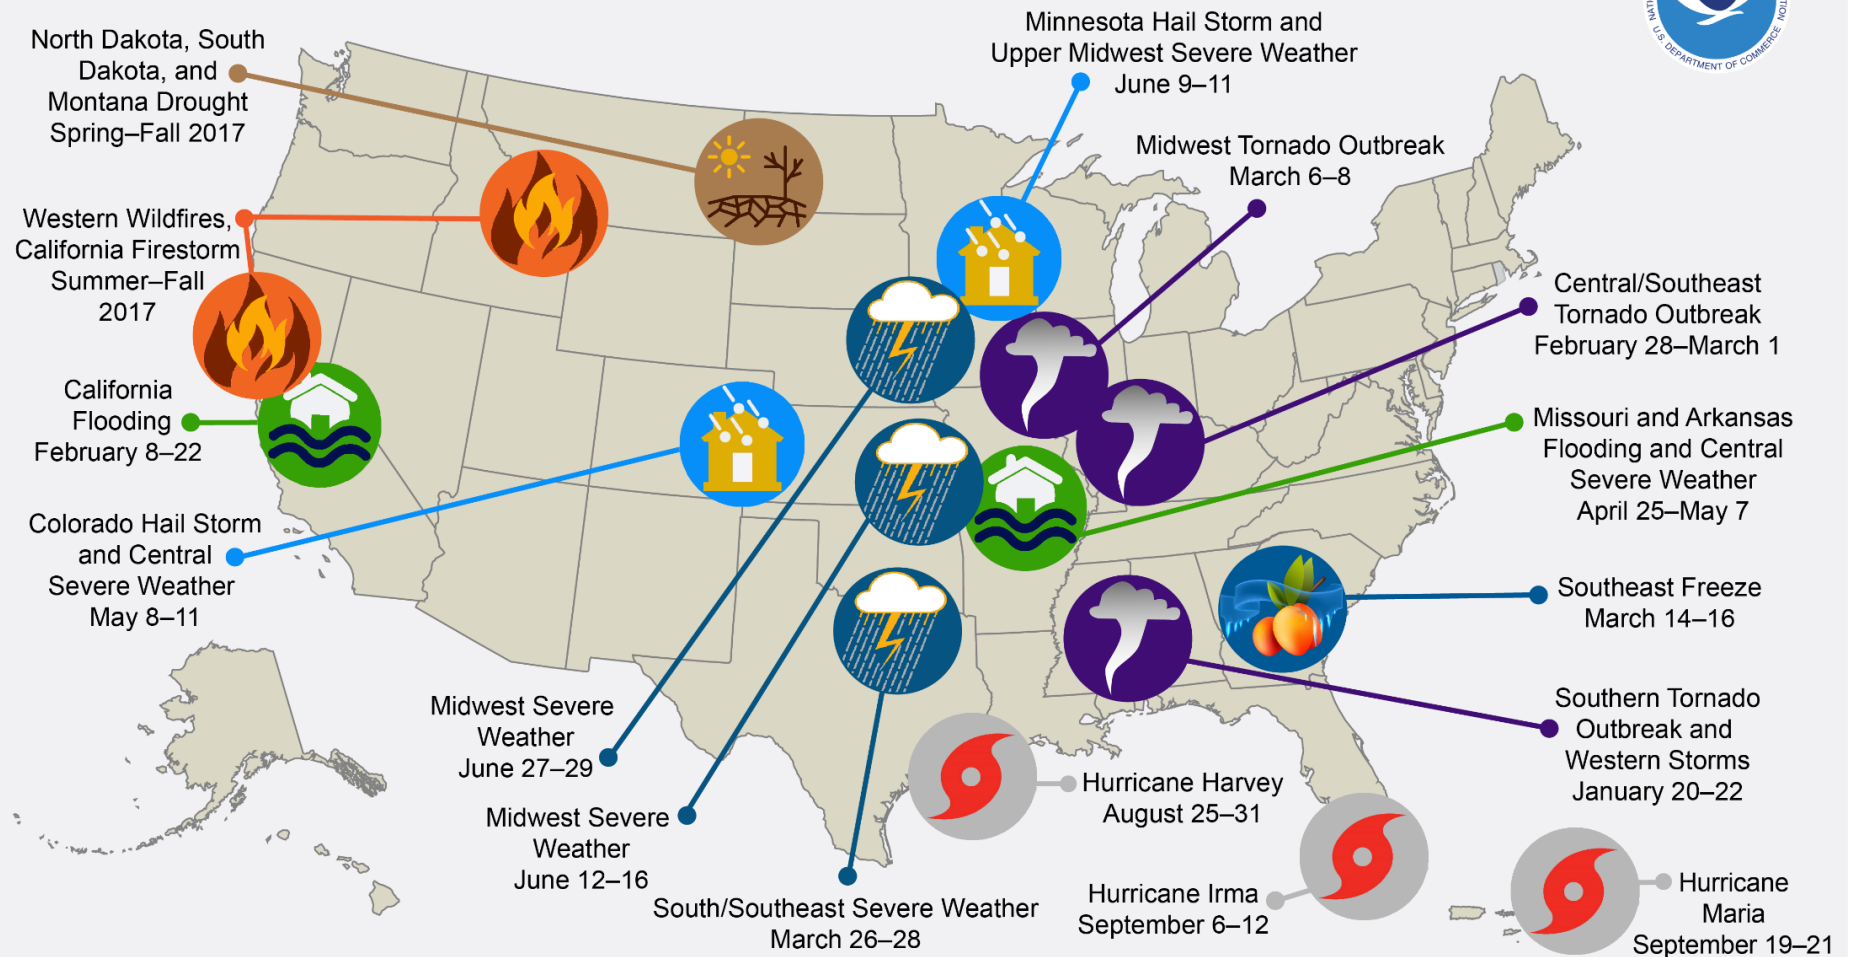 North Dakota, South
Dakota, and
Montana Drought
Spring–Fall 2017
Western Wildfires,
California Firestorm
Summer–Fall
2017
California
Flooding
February 8–22
Colorado Hail Storm
and Central
Severe Weather
May 8–11
Minnesota Hail Storm and
Upper Midwest Severe Weather
June 9–11
Midwest Tornado Outbreak
March 6–8
Central/Southeast
Tornado Outbreak
February 28–March 1
Missouri and Arkansas
Flooding and Central
Severe Weather
April 25–May 7
Southeast Freeze
March 14–16
Southern Tornado
Outbreak and
Western Storms
January 20–22
Midwest Severe
Weather
June 27–29
Midwest Severe
Weather
June 12–16
South/Southeast Severe Weather
March 26–28
Hurricane Harvey
August 25–31
Hurricane Irma
September 6–12
Hurricane
Maria
September 19–21
U.S. DEPARTMENT OF COMMERCE